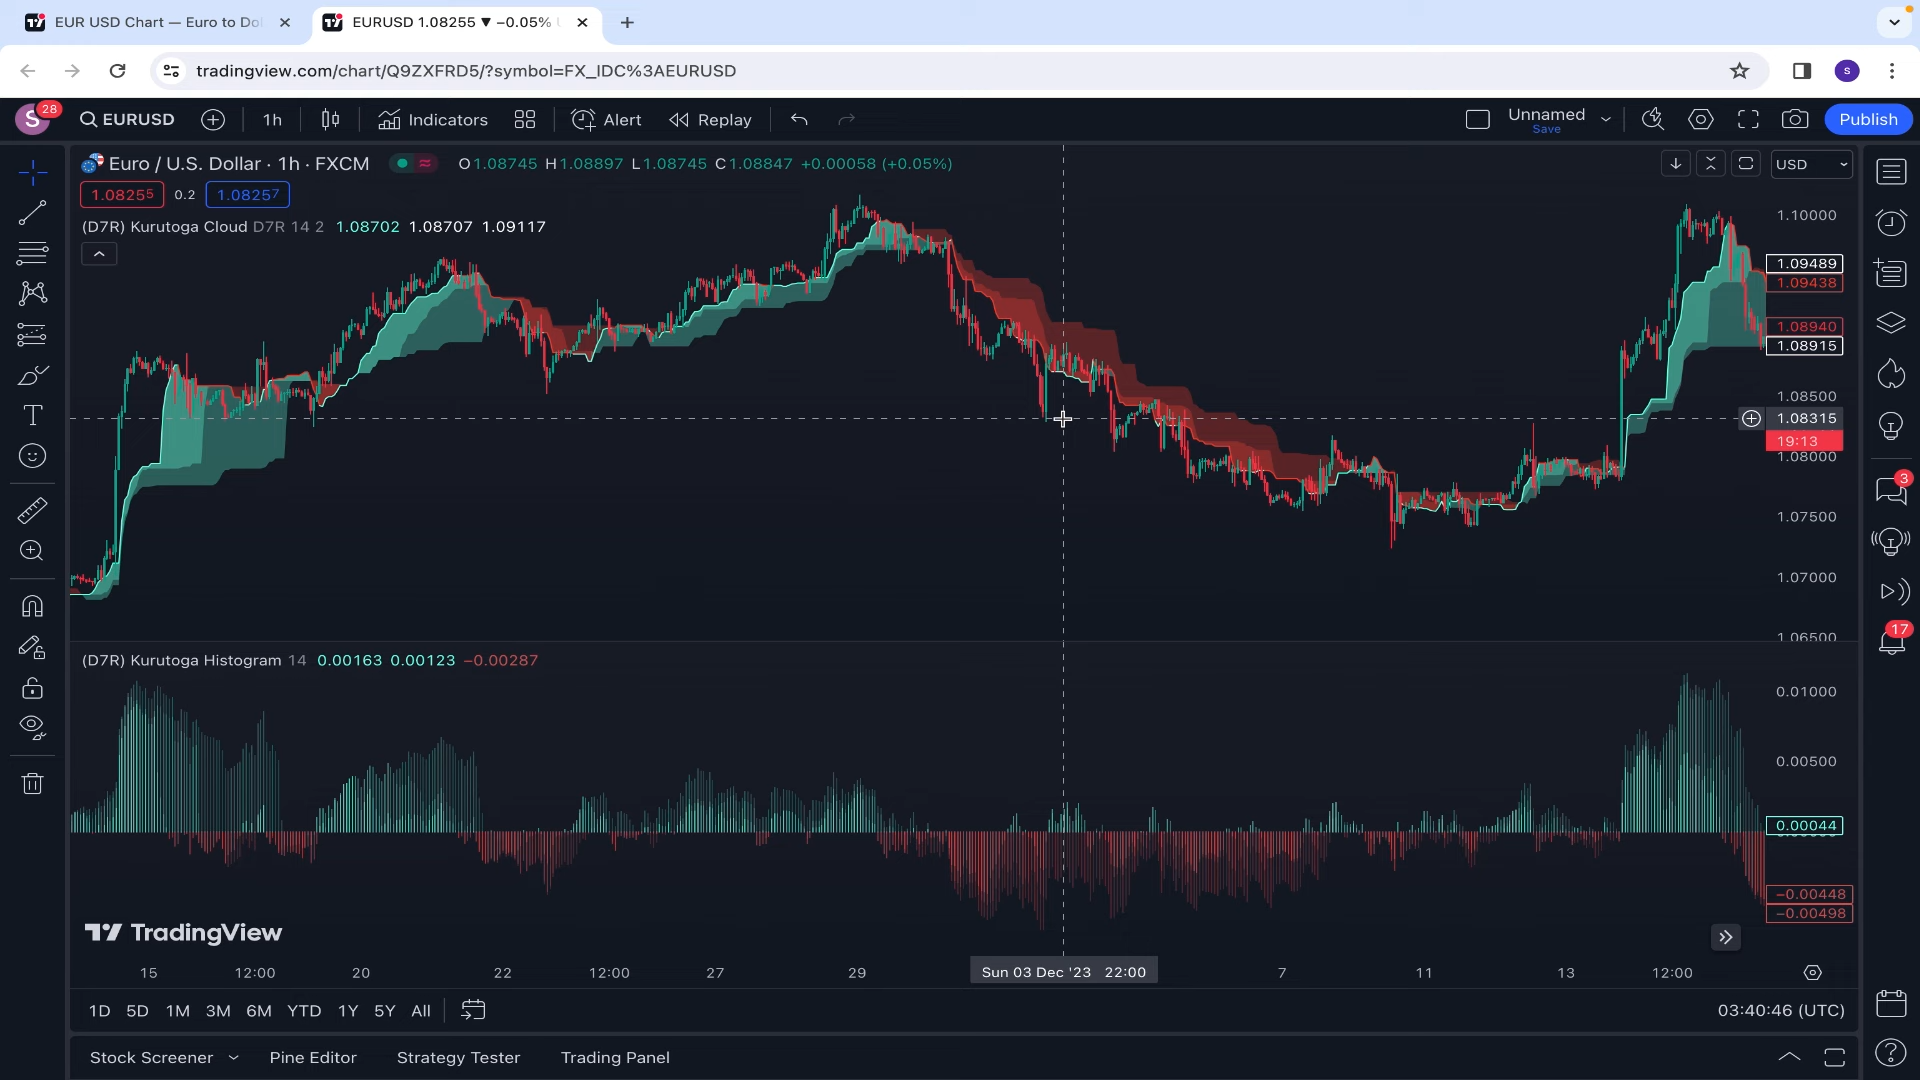 EUR USD Chart — Euro to Do
EURUSD 1.08255 ▼ −0.05%
tradingview.com/chart/Q9ZXFRD5/?symbol=FX_IDC%3AEURUSD
S
S 28 EURUSD 1h Indicators Alert Replay Unnamed Save Publish
Euro / U.S. Dollar · 1h · FXCM O1.08745 H1.08897 L1.08745 C1.08847 +0.00058 (+0.05%) USD
1.08255 0.2 1.08257
(D7R) Kurutoga Cloud D7R 14 2 1.08702 1.08707 1.09117
1.10000
1.09489
1.09438
1.08940
1.08915
1.08500
1.08315
19:13
1.08000
1.07500
1.07000
1.06500
3
17
(D7R) Kurutoga Histogram 14 0.00163 0.00123 −0.00287
0.01000
0.00500
0.00044
−0.00448
−0.00498
TradingView
15 12:00 20 22 12:00 27 29 Sun 03 Dec '23 22:00 7 11 13 12:00
1D 5D 1M 3M 6M YTD 1Y 5Y All 03:40:46 (UTC)
Stock Screener Pine Editor Strategy Tester Trading Panel